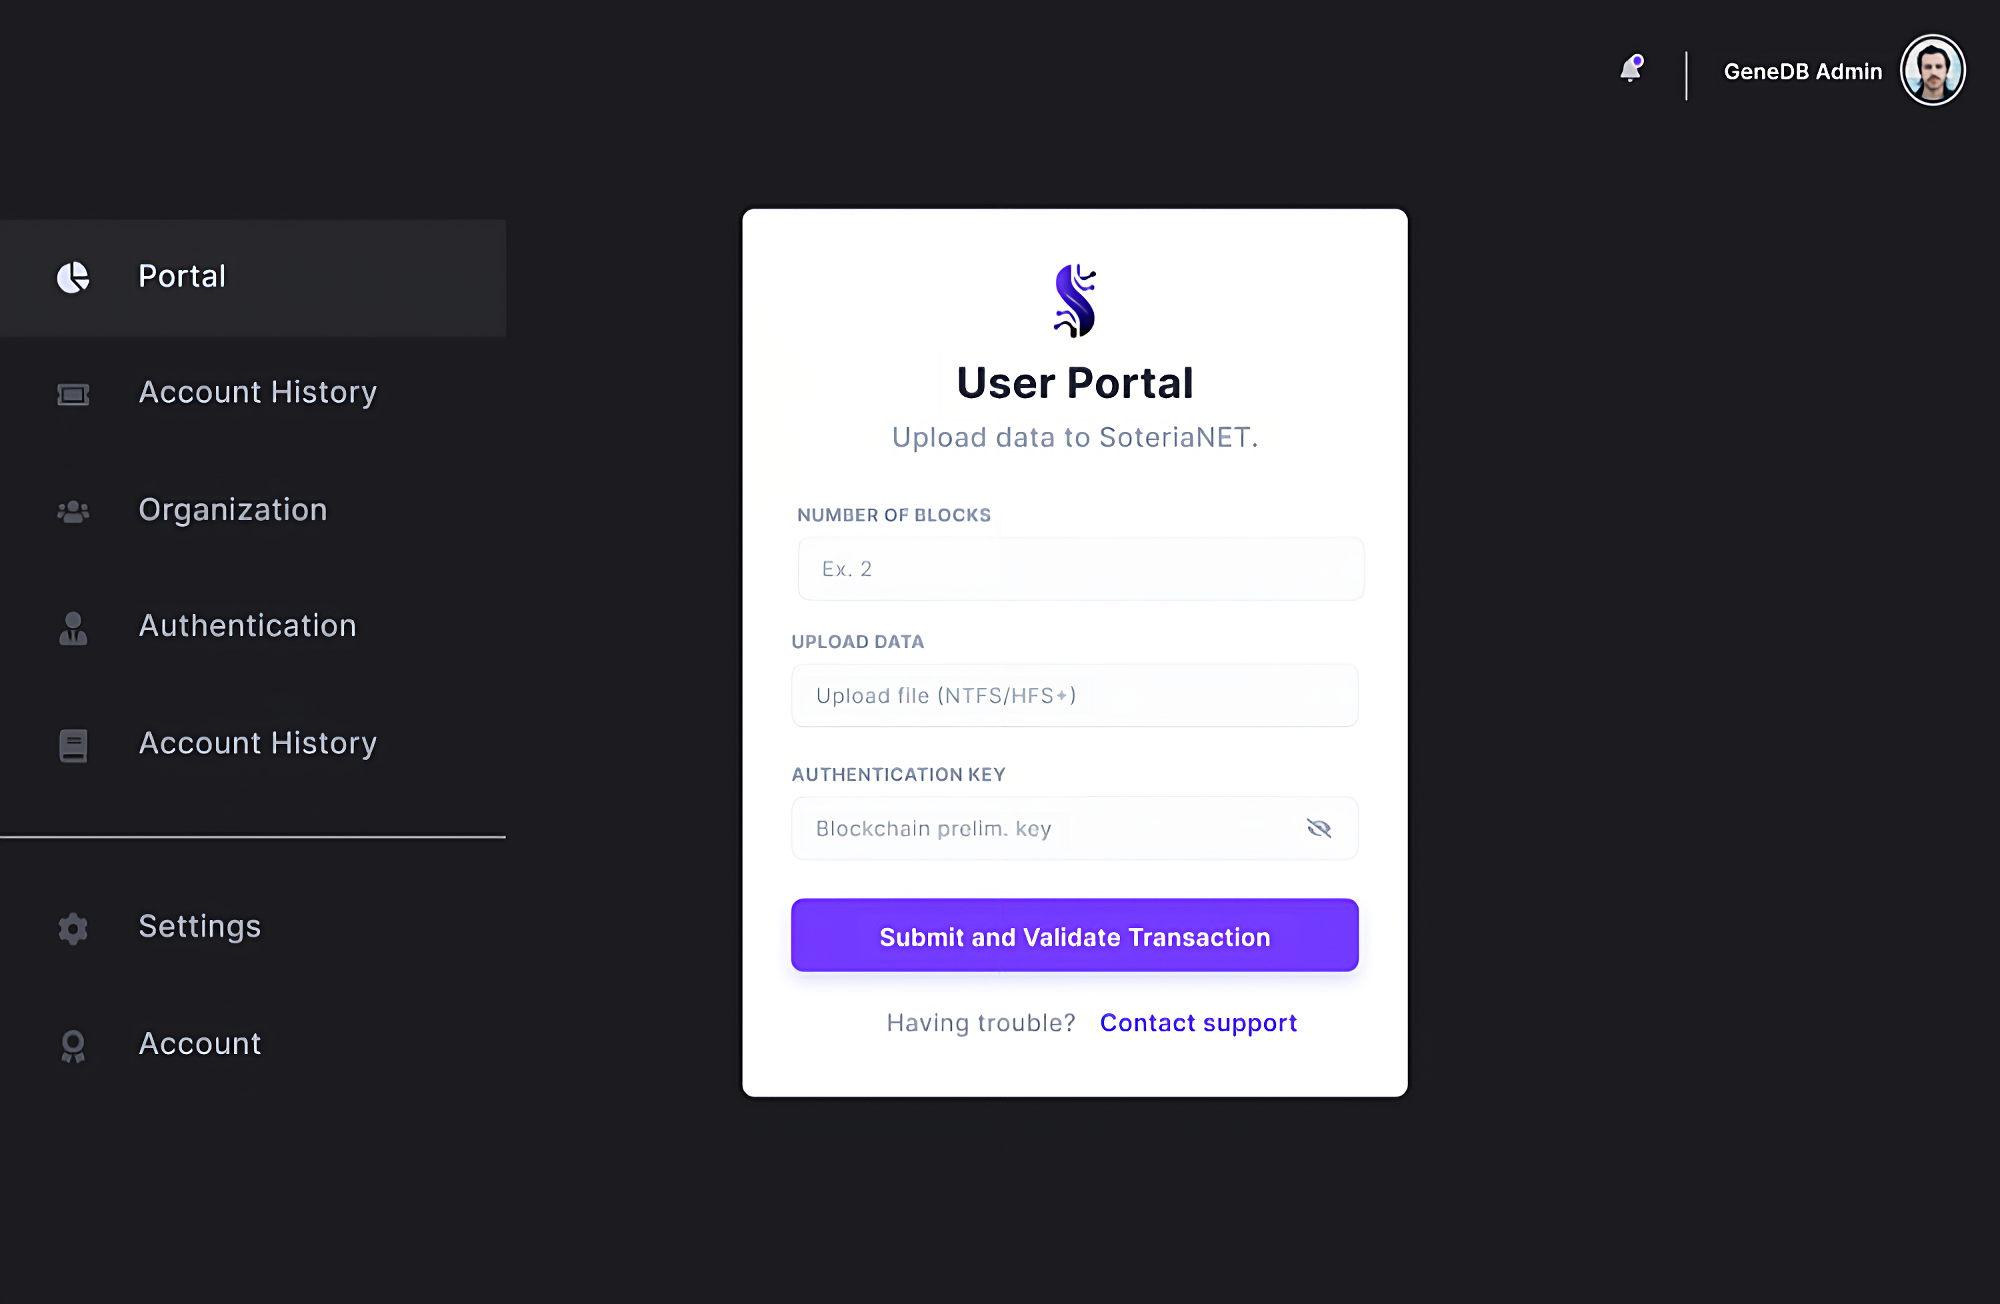 GeneDB Admin
Portal
Account History
Organization
Authentication
Account History
Settings
Account
User Portal
Upload data to SoteriaNET.
NUMBER OF BLOCKS
Ex. 2
UPLOAD DATA
Upload file (NTFS/HFS+)
AUTHENTICATION KEY
Blockchain prelim. key
Submit and Validate Transaction
Having trouble? Contact support